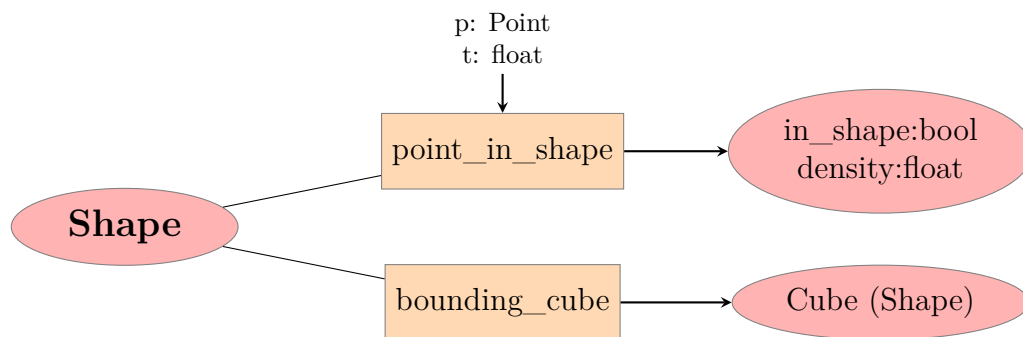 p: Point
t: float
point_in_shape
in_shape:bool
density:float
Shape
bounding_cube
Cube (Shape)